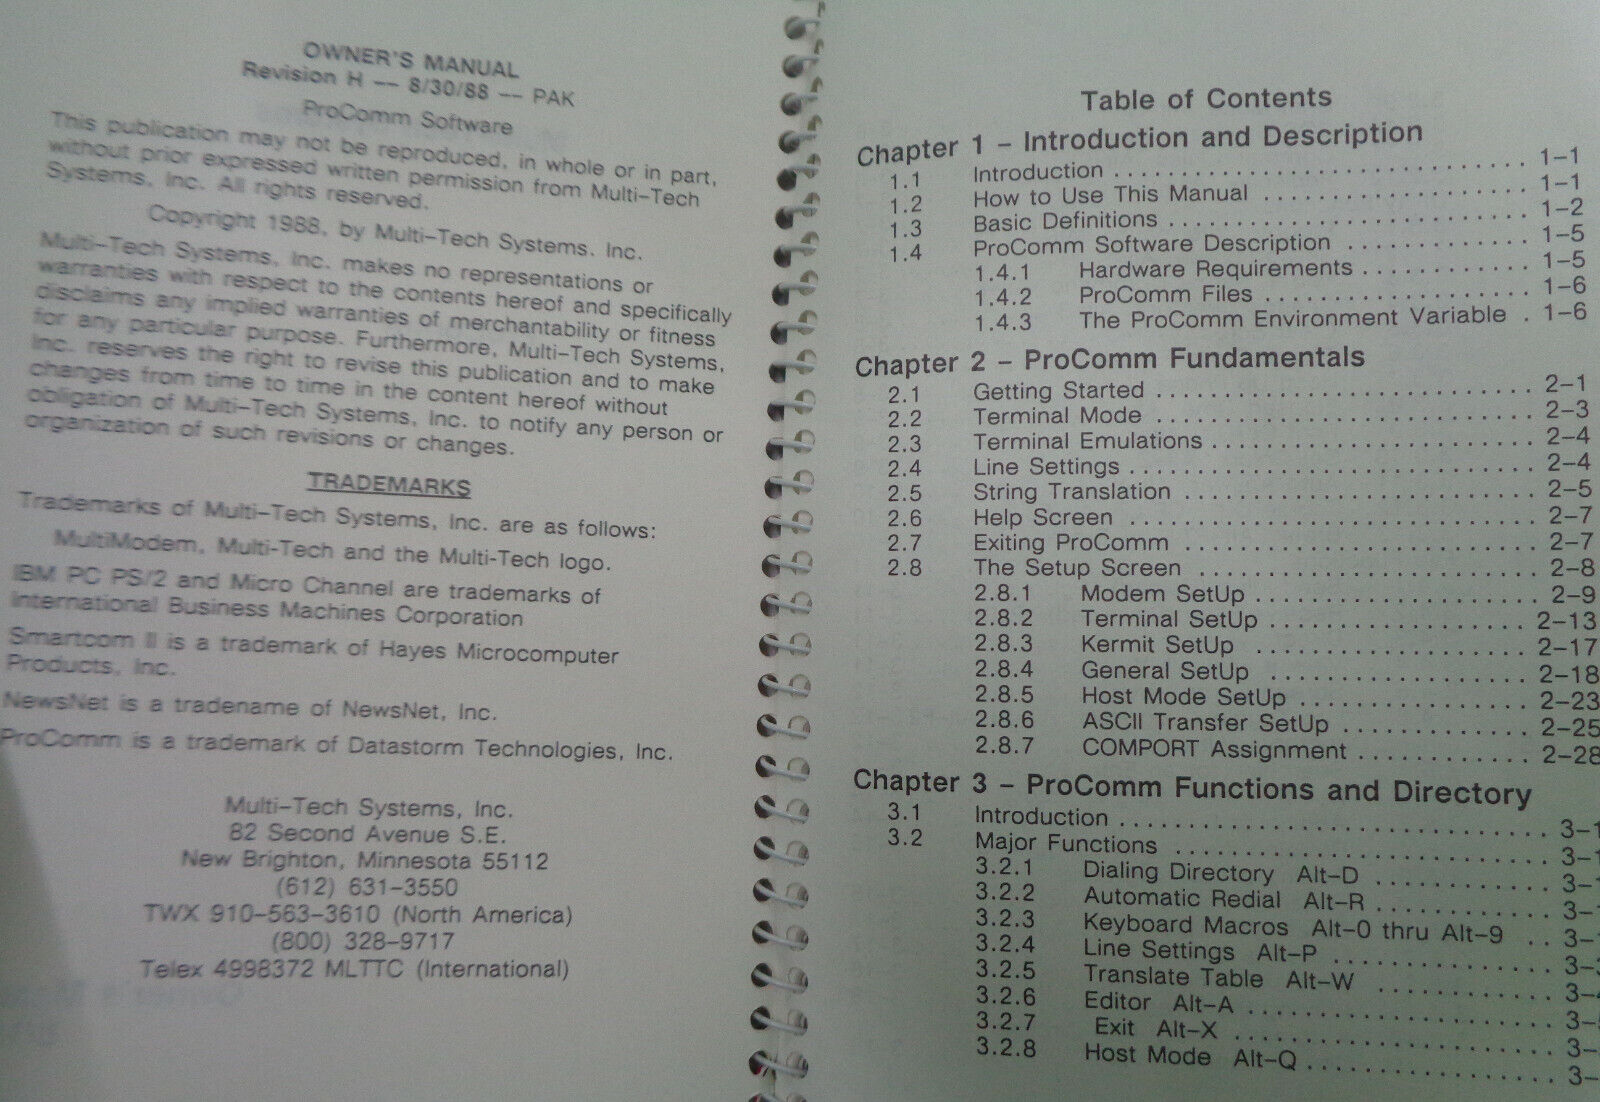 OWNER'S MANUAL
Revision H -- 8/30/88 -- PAK
ProComm Software
This publication may not be reproduced, in whole or in part,
without prior expressed written permission from Multi-Tech
Systems, Inc. All rights reserved.
Copyright 1988, by Multi-Tech Systems. Inc.
Multi-Tech Systems, Inc. makes no representations or
warranties with respect to the contents hereof and specifically
disclaims any implied warranties of merchantability or fitness
for any particular purpose. Furthermore, Multi-Tech Systems,
Inc. reserves the right to revise this publication and to make
changes from time to time in the content hereof without
obligation of Multi-Tech Systems, Inc. to notify any person or
organization of such revisions or changes.
TRADEMARKS
Trademarks of Multi-Tech Systems, Inc. are as follows:
MultiModem, Multi-Tech and the Multi-Tech logo.
IBM PC PS/2 and Micro Channel are trademarks of
International Business Machines Corporation
Smartcom II is a trademark of Hayes Microcomputer
Products, Inc.
NewsNet is a tradename of NewsNet, Inc.
ProComm is a trademark of Datastorm Technologies, Inc.
Multi-Tech Systems, Inc.
82 Second Avenue S.E.
New Brighton, Minnesota 55112
(612) 631-3550
TWX 910-563-3610 (North America)
(800) 328-9717
Telex 4998372 MLTTC (International)
Table of Contents
Chapter 1 - Introduction and Description
1.1 Introduction . . . . . . . . . . 1-1
1.2 How to Use This Manual . . . . . . . . . . 1-1
1.3 Basic Definitions . . . . . . . . . . 1-2
1.4 ProComm Software Description . . . . . . . . . . 1-5
1.4.1 Hardware Requirements . . . . . . . . . . 1-5
1.4.2 ProComm Files . . . . . . . . . . 1-6
1.4.3 The ProComm Environment Variable . 1-6
Chapter 2 - ProComm Fundamentals
2.1 Getting Started . . . . . . . . . . 2-1
2.2 Terminal Mode . . . . . . . . . . 2-3
2.3 Terminal Emulations . . . . . . . . . . 2-4
2.4 Line Settings . . . . . . . . . . 2-4
2.5 String Translation . . . . . . . . . . 2-5
2.6 Help Screen . . . . . . . . . . 2-7
2.7 Exiting ProComm . . . . . . . . . . 2-7
2.8 The Setup Screen . . . . . . . . . . 2-8
2.8.1 Modem SetUp . . . . . . . . . . 2-9
2.8.2 Terminal SetUp . . . . . . . . . . 2-13
2.8.3 Kermit SetUp . . . . . . . . . . 2-17
2.8.4 General SetUp . . . . . . . . . . 2-18
2.8.5 Host Mode SetUp . . . . . . . . . . 2-23
2.8.6 ASCII Transfer SetUp . . . . . . . . . . 2-25
2.8.7 COMPORT Assignment . . . . . . . . . . 2-28
Chapter 3 - ProComm Functions and Directory
3.1 Introduction . . . . . . . . . . 3-1
3.2 Major Functions . . . . . . . . . . 3-1
3.2.1 Dialing Directory Alt-D . . . . . . . . . . 3-
3.2.2 Automatic Redial Alt-R . . . . . . . . . . 3-
3.2.3 Keyboard Macros Alt-0 thru Alt-9 . . 3-
3.2.4 Line Settings Alt-P . . . . . . . . . . 3-
3.2.5 Translate Table Alt-W . . . . . . . . . . 3-
3.2.6 Editor Alt-A . . . . . . . . . . 3-
3.2.7 Exit Alt-X . . . . . . . . . . 3-
3.2.8 Host Mode Alt-Q . . . . . . . . . . 3-